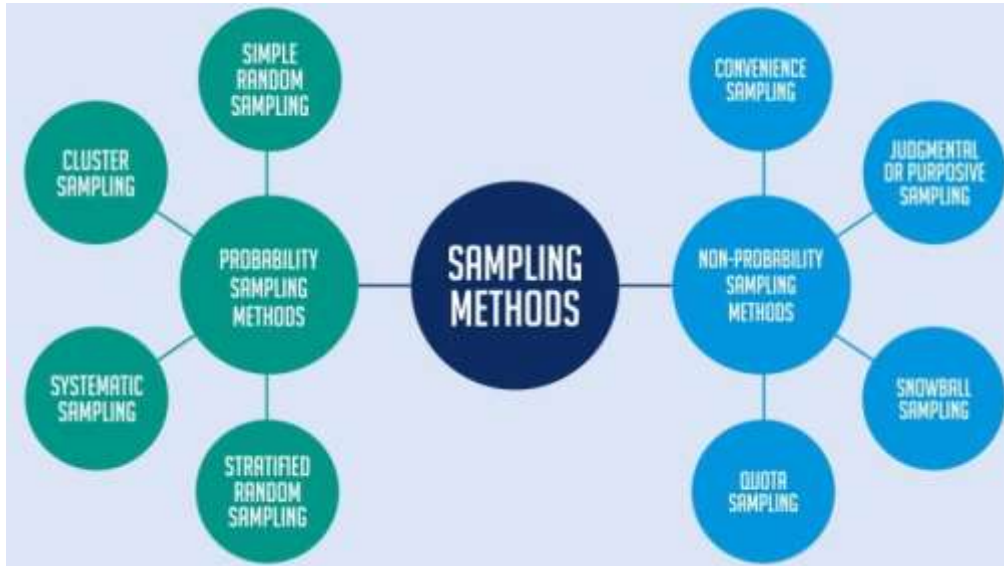 SIMPLE
RANDOM
SAMPLING
CLUSTER
SAMPLING
PROBABILITY
SAMPLING
METHODS
SYSTEMATIC
SAMPLING
STRATIFIED
RANDOM
SAMPLING
SAMPLING
METHODS
CONVENIENCE
SAMPLING
JUDGMENTAL
OR PURPOSIVE
SAMPLING
NON-PROBABILITY
SAMPLING
METHODS
SNOWBALL
SAMPLING
QUOTA
SAMPLING